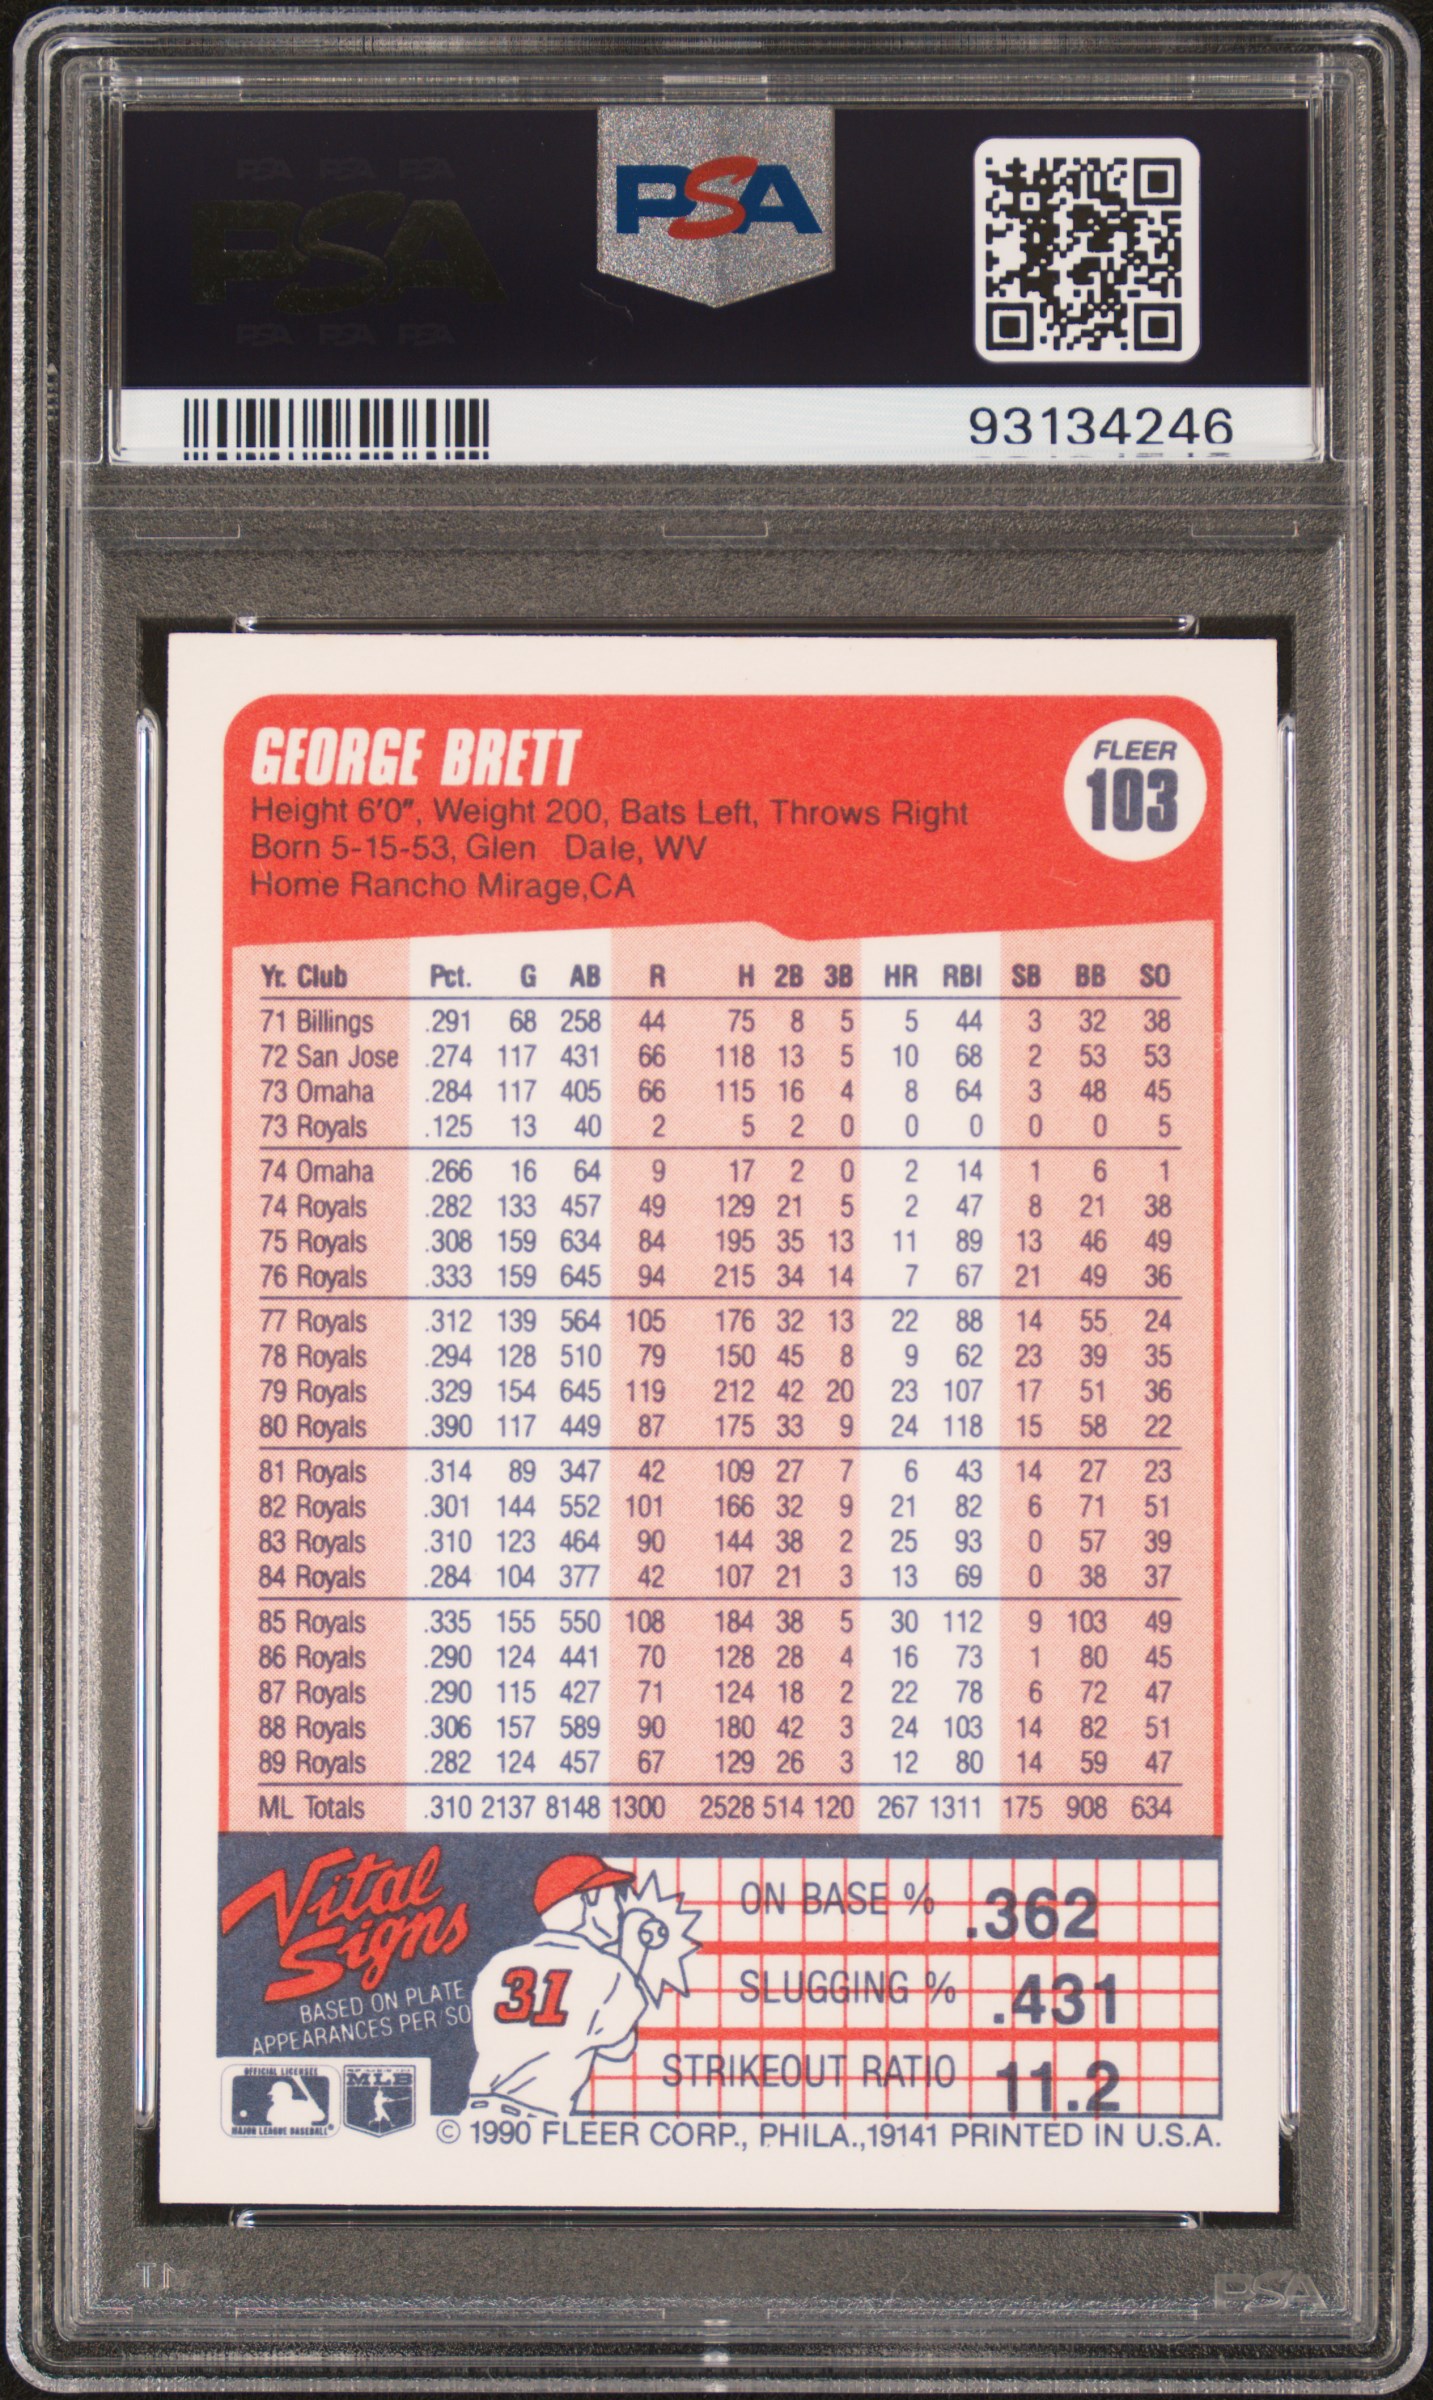 PSA PSA PSA
PSA
PSA PSA PSA
PSA
93134246
GEORGE BRETT
FLEER
103
Height 6'0", Weight 200, Bats Left, Throws Right
Born 5-15-53, Glen Dale, WV
Home Rancho Mirage,CA
Yr. Club Pct. G AB R H 2B 3B HR RBI SB BB SO
71 Billings .291 68 258 44 75 8 5 5 44 3 32 38
72 San Jose .274 117 431 66 118 13 5 10 68 2 53 53
73 Omaha .284 117 405 66 115 16 4 8 64 3 48 45
73 Royals .125 13 40 2 5 2 0 0 0 0 0 5
74 Omaha .266 16 64 9 17 2 0 2 14 1 6 1
74 Royals .282 133 457 49 129 21 5 2 47 8 21 38
75 Royals .308 159 634 84 195 35 13 11 89 13 46 49
76 Royals .333 159 645 94 215 34 14 7 67 21 49 36
77 Royals .312 139 564 105 176 32 13 22 88 14 55 24
78 Royals .294 128 510 79 150 45 8 9 62 23 39 35
79 Royals .329 154 645 119 212 42 20 23 107 17 51 36
80 Royals .390 117 449 87 175 33 9 24 118 15 58 22
81 Royals .314 89 347 42 109 27 7 6 43 14 27 23
82 Royals .301 144 552 101 166 32 9 21 82 6 71 51
83 Royals .310 123 464 90 144 38 2 25 93 0 57 39
84 Royals .284 104 377 42 107 21 3 13 69 0 38 37
85 Royals .335 155 550 108 184 38 5 30 112 9 103 49
86 Royals .290 124 441 70 128 28 4 16 73 1 80 45
87 Royals .290 115 427 71 124 18 2 22 78 6 72 47
88 Royals .306 157 589 90 180 42 3 24 103 14 82 51
89 Royals .282 124 457 67 129 26 3 12 80 14 59 47
ML Totals .310 2137 8148 1300 2528 514 120 267 1311 175 908 634
Vital
Signs
BASED ON PLATE
APPEARANCES PER/SO
31
ON BASE % .362
SLUGGING % .431
STRIKEOUT RATIO 11.2
OFFICIAL LICENSEE
MAJOR LEAGUE BASEBALL®
MLB
© 1990 FLEER CORP., PHILA.,19141 PRINTED IN U.S.A.
PSA